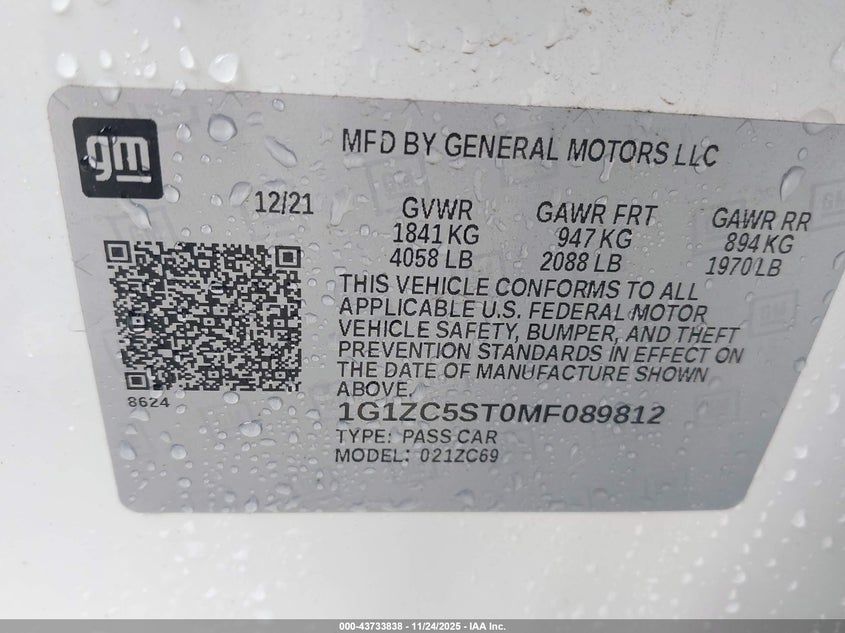 gm
MFD BY GENERAL MOTORS LLC
12/21
GVWR GAWR FRT GAWR RR
1841 KG 947 KG 894 KG
4058 LB 2088 LB 1970 LB
THIS VEHICLE CONFORMS TO ALL
APPLICABLE U.S. FEDERAL MOTOR
VEHICLE SAFETY, BUMPER, AND THEFT
PREVENTION STANDARDS IN EFFECT ON
THE DATE OF MANUFACTURE SHOWN
ABOVE.
8624
1G1ZC5ST0MF089812
TYPE: PASS CAR
MODEL: 021ZC69
000-43733838 - 11/24/2025 - IAA Inc.